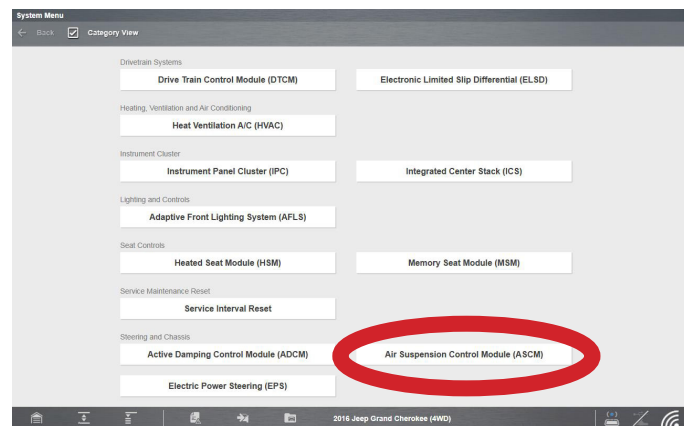 System Menu
Back Category View
Drivetrain Systems
Drive Train Control Module (DTCM) Electronic Limited Slip Differential (ELSD)
Heating, Ventilation and Air Conditioning
Heat Ventilation A/C (HVAC)
Instrument Cluster
Instrument Panel Cluster (IPC) Integrated Center Stack (ICS)
Lighting and Controls
Adaptive Front Lighting System (AFLS)
Seat Controls
Heated Seat Module (HSM) Memory Seat Module (MSM)
Service Maintenance Reset
Service Interval Reset
Steering and Chassis
Active Damping Control Module (ADCM) Air Suspension Control Module (ASCM)
Electric Power Steering (EPS)
2016 Jeep Grand Cherokee (4WD)